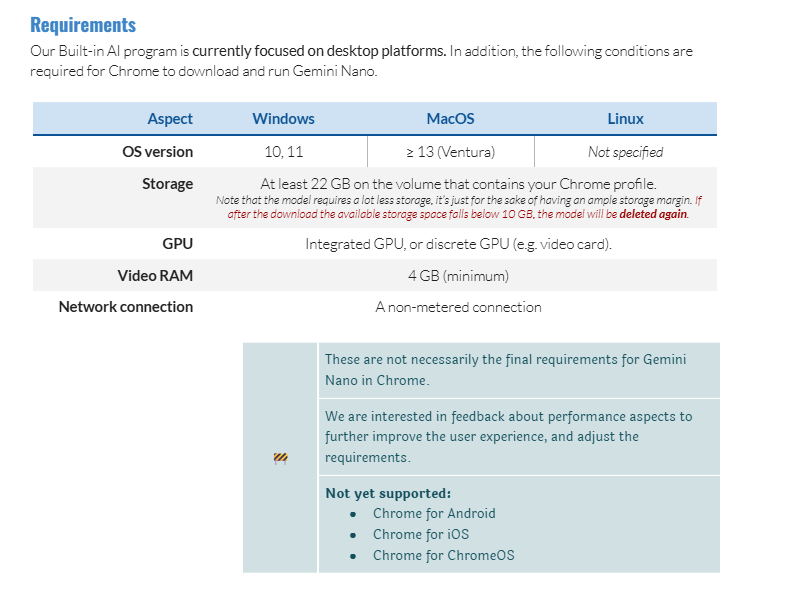 Requirements
Our Built-in AI program is currently focused on desktop platforms. In addition, the following conditions are
required for Chrome to download and run Gemini Nano.
Aspect Windows MacOS Linux
OS version 10, 11 ≥ 13 (Ventura) Not specified
Storage At least 22 GB on the volume that contains your Chrome profile.
Note that the model requires a lot less storage, it's just for the sake of having an ample storage margin. If
after the download the available storage space falls below 10 GB, the model will be deleted again.
GPU Integrated GPU, or discrete GPU (e.g. video card).
Video RAM 4 GB (minimum)
Network connection A non-metered connection
These are not necessarily the final requirements for Gemini
Nano in Chrome.
We are interested in feedback about performance aspects to
further improve the user experience, and adjust the
requirements.
Not yet supported:
• Chrome for Android
• Chrome for iOS
• Chrome for ChromeOS